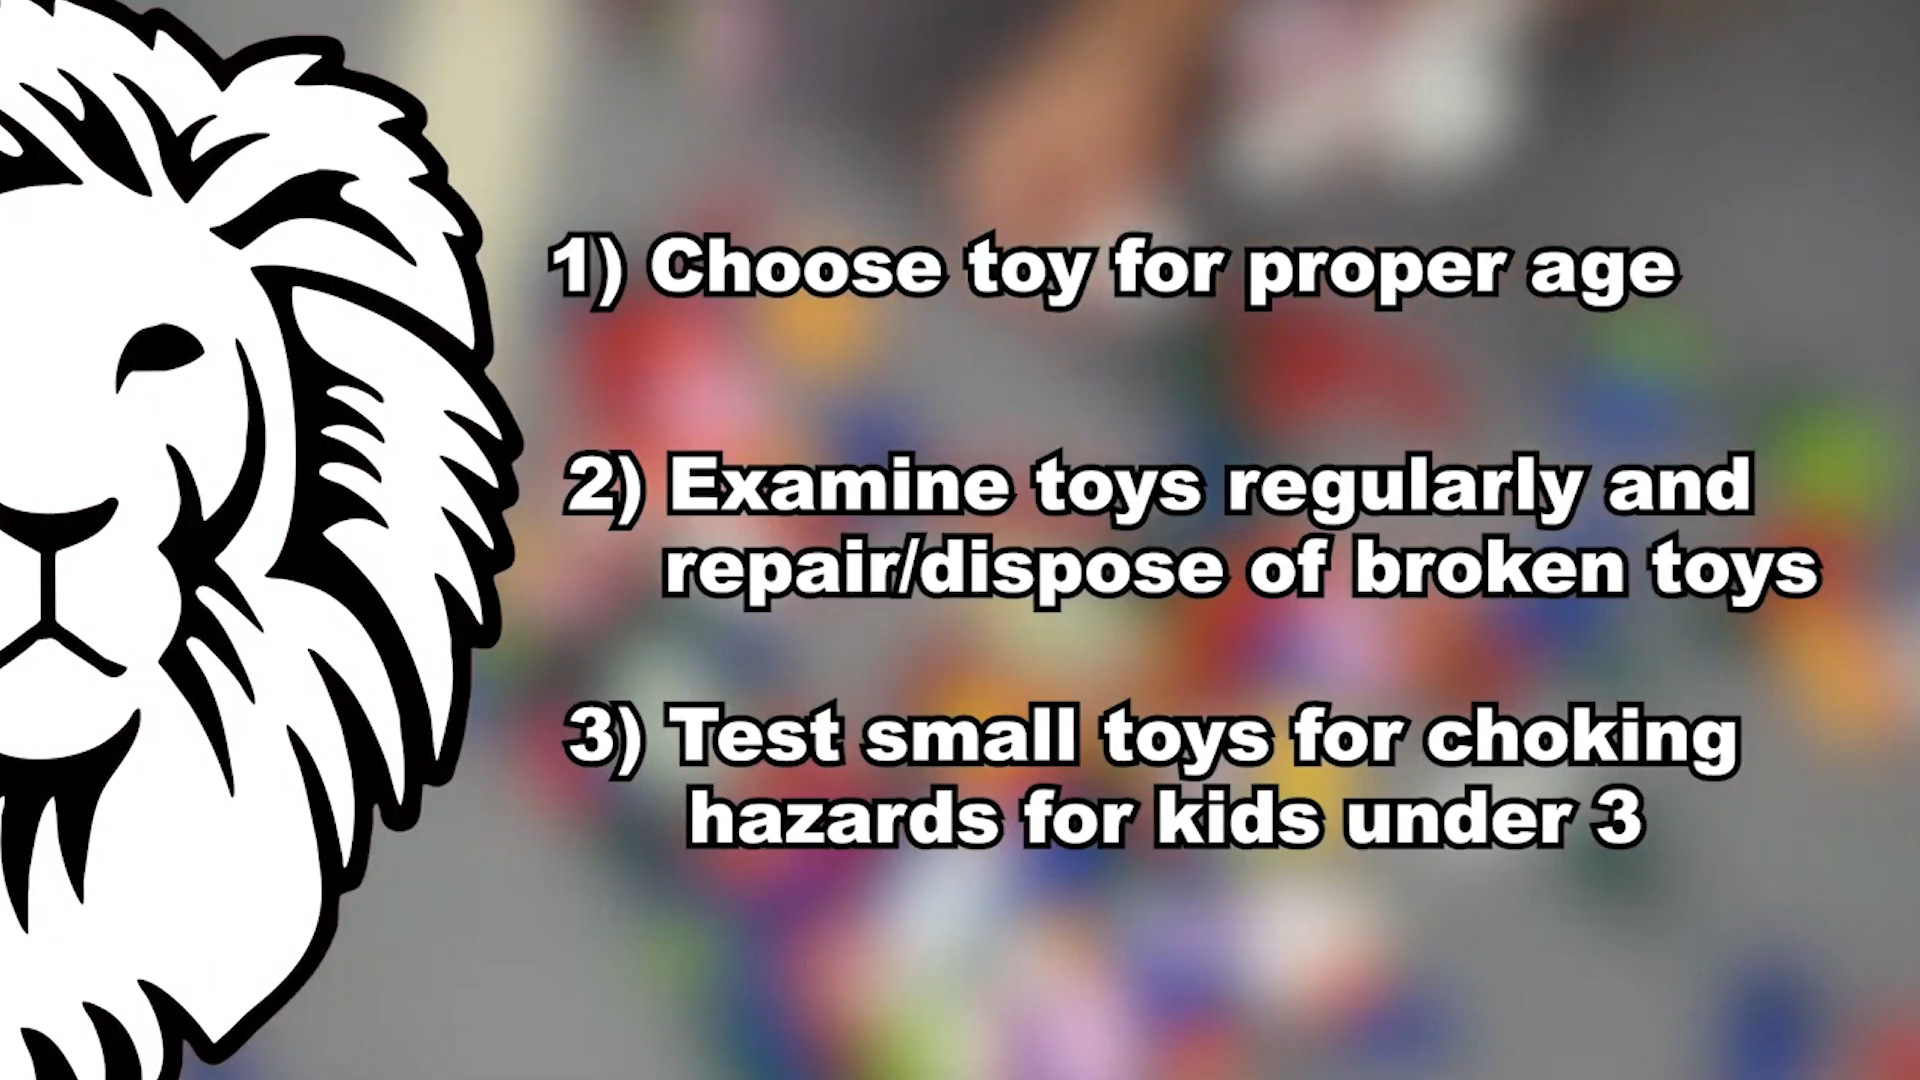 1) Choose toy for proper age
2) Examine toys regularly and
repair/dispose of broken toys
3) Test small toys for choking
hazards for kids under 3